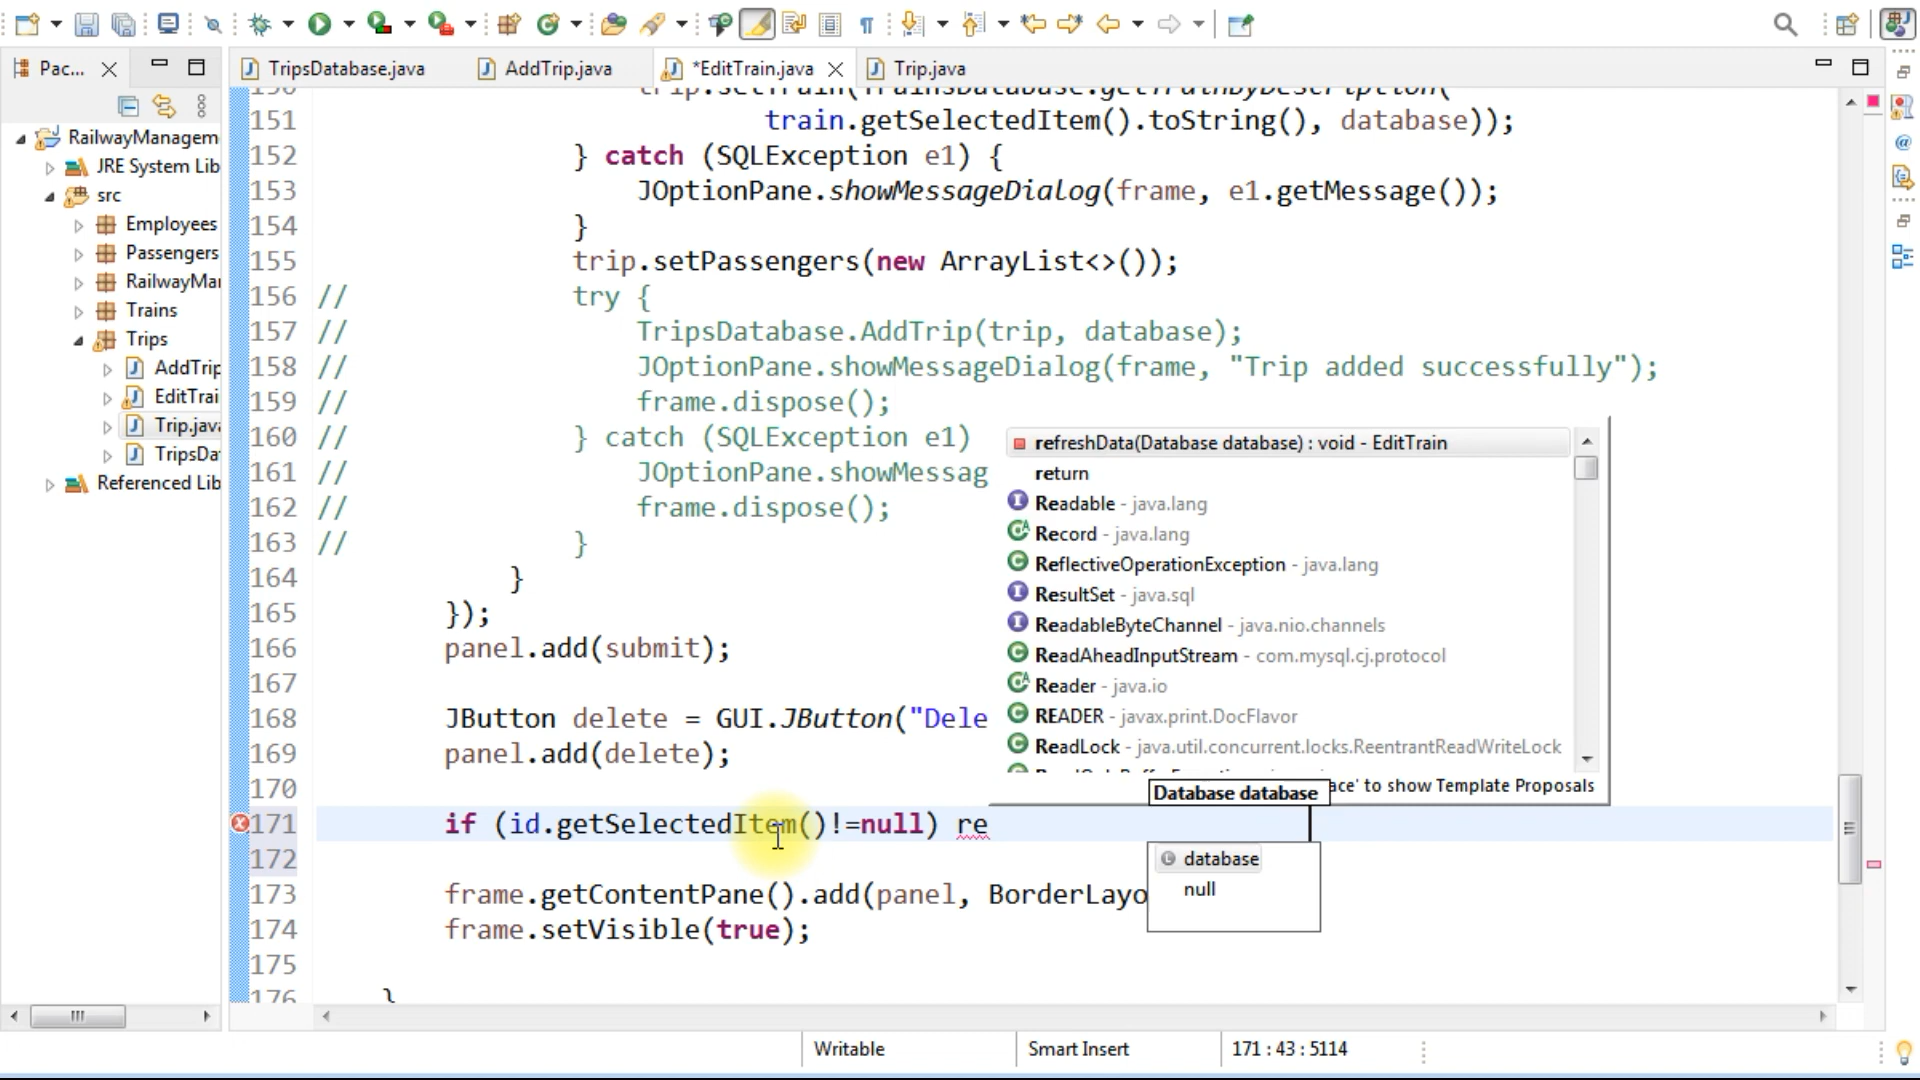 Pac...
TripsDatabase.java
AddTrip.java
*EditTrain.java
Trip.java
RailwayManagem
JRE System Lib
src
Employees
Passengers
RailwayMar
Trains
Trips
AddTrip
EditTrai
Trip.java
TripsDa
Referenced Lib
150 trip.setTrain(TrainsDatabase.getTrainByDescription(
151 train.getSelectedItem().toString(), database));
152 } catch (SQLException e1) {
153 JOptionPane.showMessageDialog(frame, e1.getMessage());
154 }
155 trip.setPassengers(new ArrayList<>());
156 // try {
157 // TripsDatabase.AddTrip(trip, database);
158 // JOptionPane.showMessageDialog(frame, "Trip added successfully");
159 // frame.dispose();
160 // } catch (SQLException e1)
161 // JOptionPane.showMessag
162 // frame.dispose();
163 // }
164 }
165 });
166 panel.add(submit);
167
168 JButton delete = GUI.JButton("Dele
169 panel.add(delete);
170
171 if (id.getSelectedItem()!=null) re
172
173 frame.getContentPane().add(panel, BorderLayo
174 frame.setVisible(true);
175
176 }
refreshData(Database database) : void - EditTrain
return
Readable - java.lang
Record - java.lang
ReflectiveOperationException - java.lang
ResultSet - java.sql
ReadableByteChannel - java.nio.channels
ReadAheadInputStream - com.mysql.cj.protocol
Reader - java.io
READER - javax.print.DocFlavor
ReadLock - java.util.concurrent.locks.ReentrantReadWriteLock
ace' to show Template Proposals
Database database
database
null
Writable
Smart Insert
171 : 43 : 5114